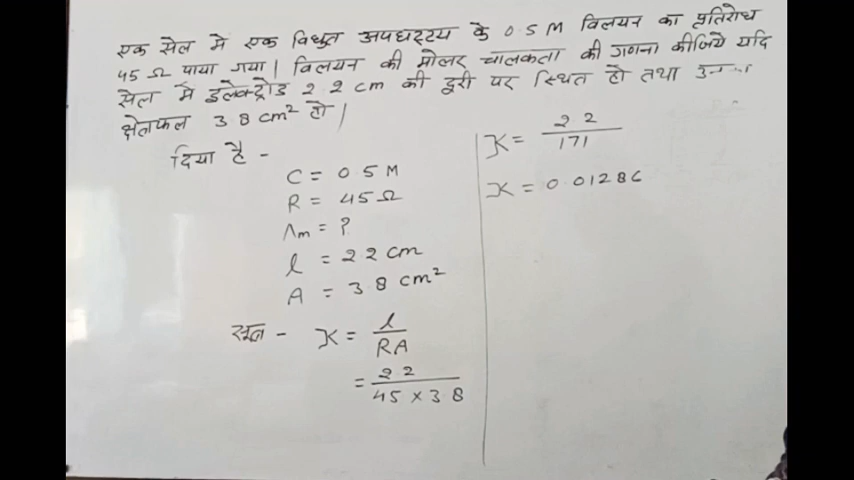 एक सेल मे एक विधुत अपघट्टय के 0.5 M विलयन का प्रतिरोध
45 Ω पाया गया | विलयन की मोलर चालकता की गणना कीजिये यदि
सेल में इलेक्ट्रोड 2.2 cm की दूरी पर स्थित हो तथा
क्षेत्रफल 3.8 cm² हो |
दिया है -
C = 0.5 M
R = 45 Ω
Λm = ?
l = 2.2 cm
A = 3.8 cm²
सूत्र - K = l / RA
= 2.2 / 45 × 3.8
K = 2.2 / 171
K = 0.0128